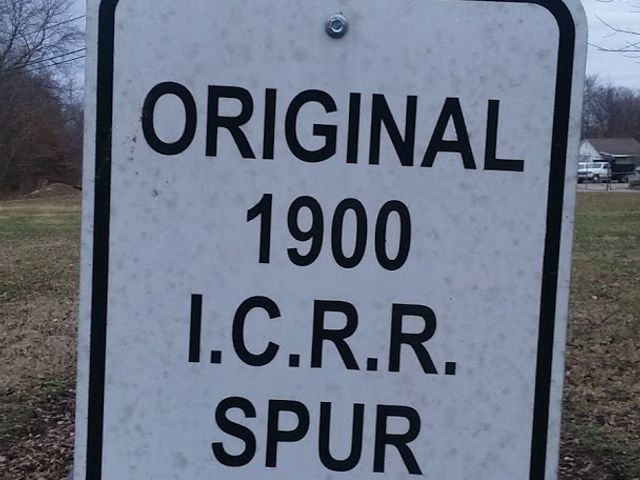 ORIGINAL
1900
I.C.R.R.
SPUR